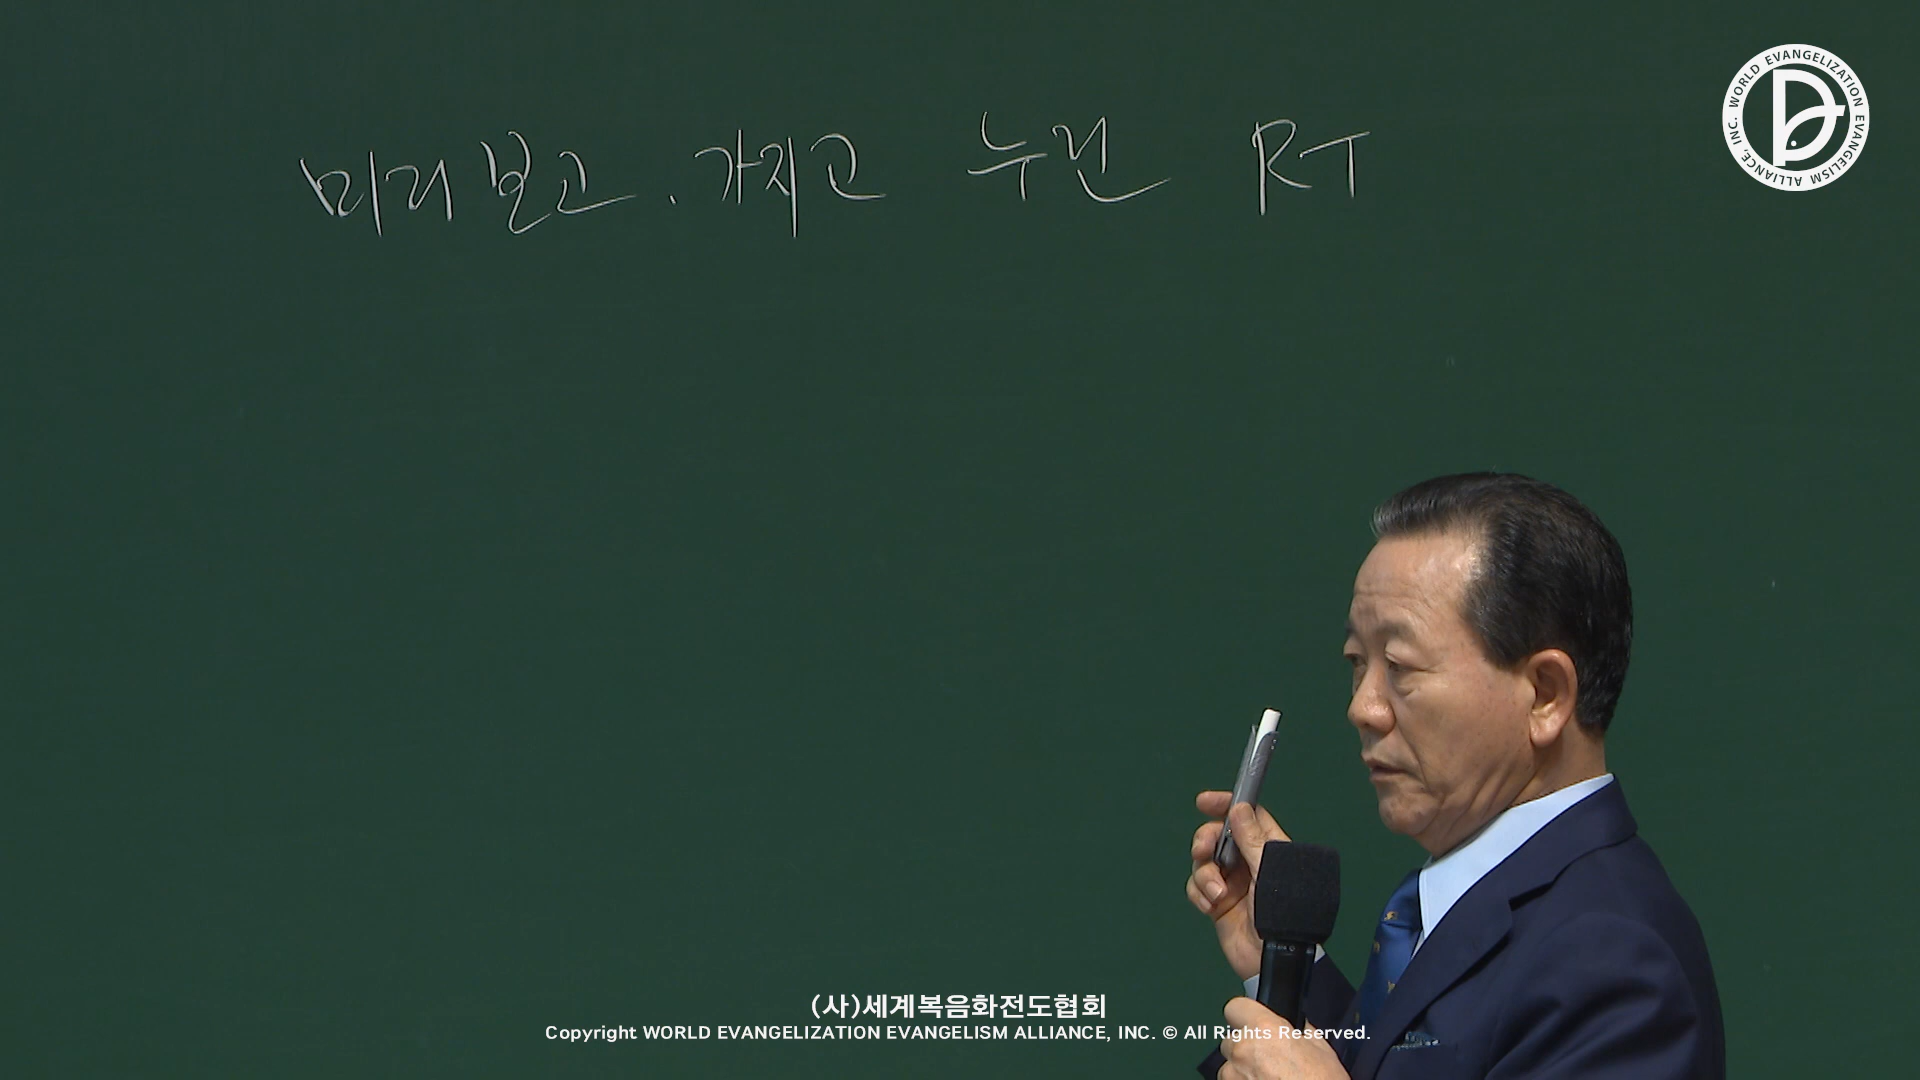 미리 보고 . 가지고 누린 RT
WORLD EVANGELIZATION EVANGELISM ALLIANCE, INC.
(사)세계복음화전도협회
Copyright WORLD EVANGELIZATION EVANGELISM ALLIANCE, INC. © All Rights Reserved.